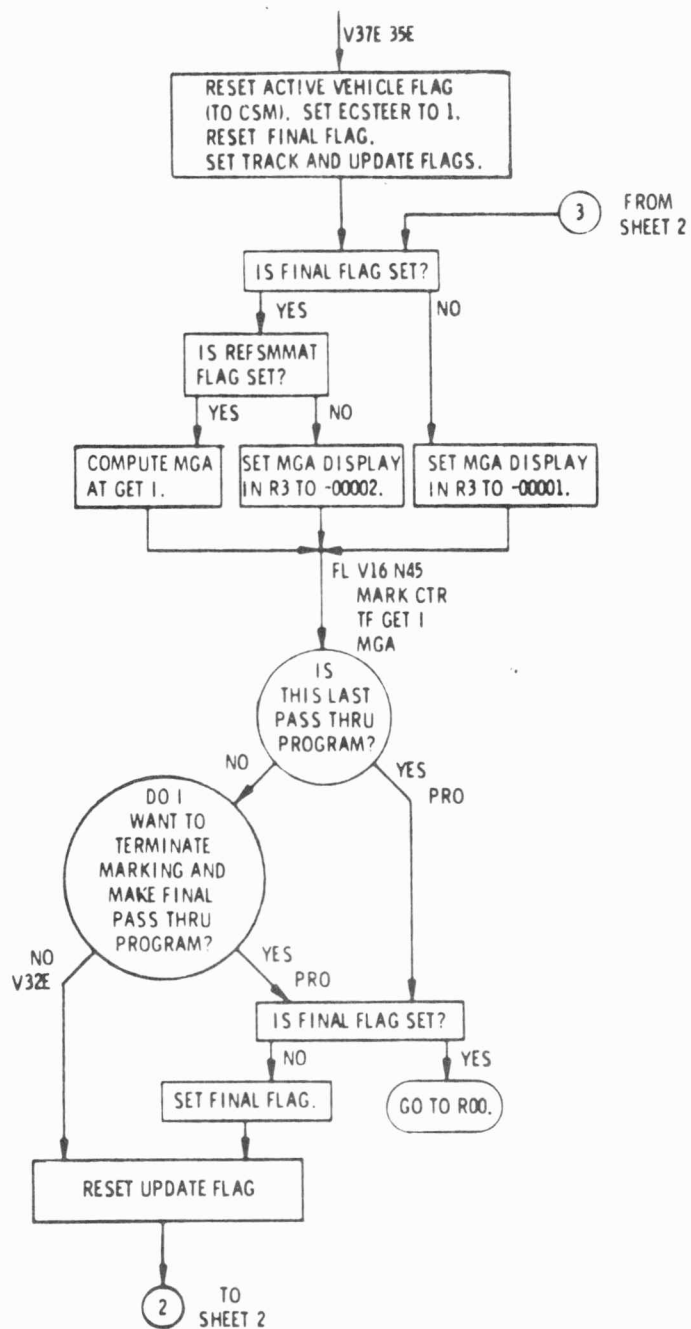 V37E 35E
RESET ACTIVE VEHICLE FLAG
(TO CSM). SET ECSTEER TO 1.
RESET FINAL FLAG.
SET TRACK AND UPDATE FLAGS.
3
FROM
SHEET 2
IS FINAL FLAG SET?
YES
NO
IS REFSMMAT
FLAG SET?
YES
NO
COMPUTE MGA
AT GET I.
SET MGA DISPLAY
IN R3 TO -00002.
SET MGA DISPLAY
IN R3 TO -00001.
FL V16 N45
MARK CTR
TF GET I
MGA
IS
THIS LAST
PASS THRU
PROGRAM?
NO
YES
PRO
DO I
WANT TO
TERMINATE
MARKING AND
MAKE FINAL
PASS THRU
PROGRAM?
NO
V32E
YES
PRO
IS FINAL FLAG SET?
NO
YES
SET FINAL FLAG.
GO TO R00.
RESET UPDATE FLAG
2
TO
SHEET 2